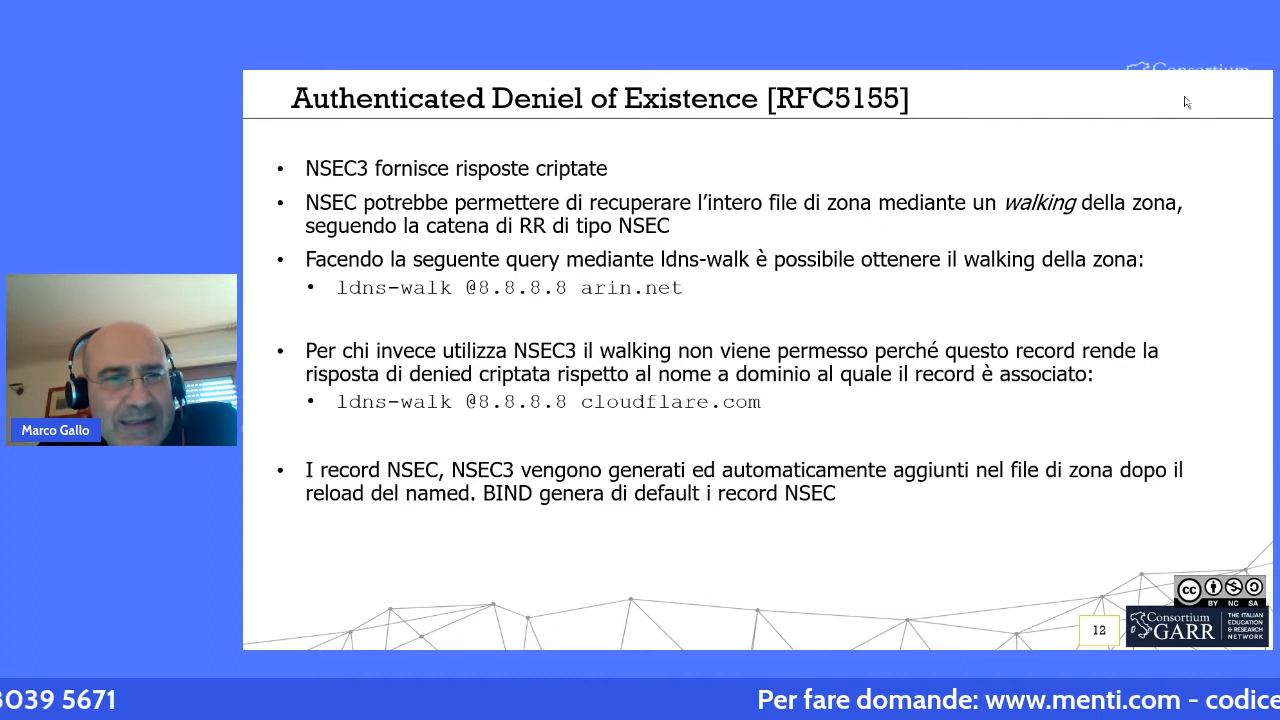 Consortium
Authenticated Deniel of Existence [RFC5155]
• NSEC3 fornisce risposte criptate
• NSEC potrebbe permettere di recuperare l'intero file di zona mediante un walking della zona,
seguendo la catena di RR di tipo NSEC
• Facendo la seguente query mediante ldns-walk è possibile ottenere il walking della zona:
• ldns-walk @8.8.8.8 arin.net
• Per chi invece utilizza NSEC3 il walking non viene permesso perché questo record rende la
risposta di denied criptata rispetto al nome a dominio al quale il record è associato:
• ldns-walk @8.8.8.8 cloudflare.com
Marco Gallo
• I record NSEC, NSEC3 vengono generati ed automaticamente aggiunti nel file di zona dopo il
reload del named. BIND genera di default i record NSEC
cc
BY NC SA
12
Consortium
GARR
THE ITALIAN
EDUCATION
& RESEARCH
NETWORK
3039 5671
Per fare domande: www.menti.com - codice